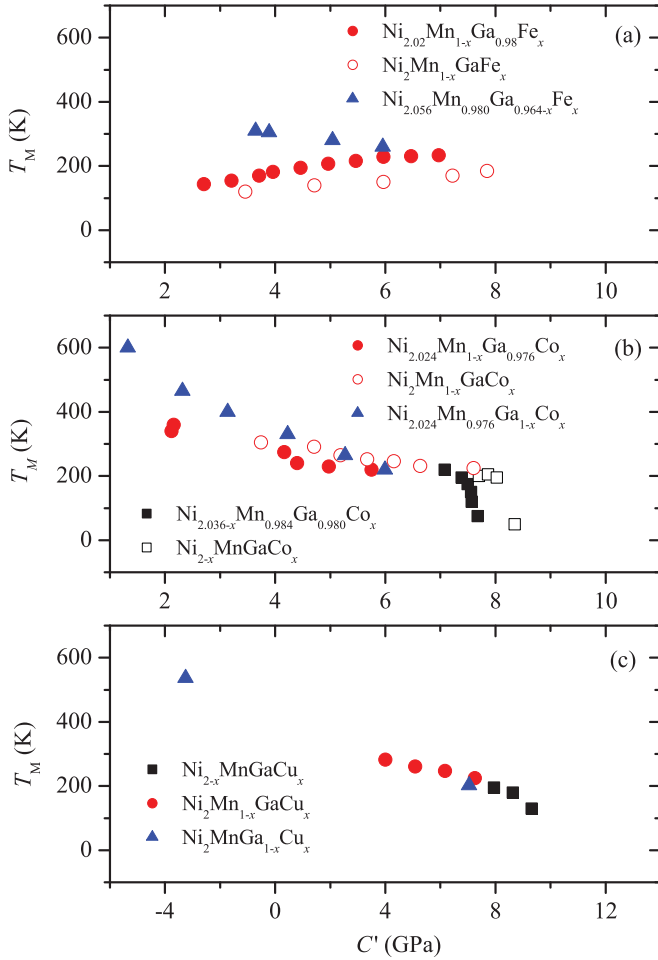 (a)
Ni2.02Mn1-xGa0.98Fex
Ni2Mn1-xGaFex
Ni2.056Mn0.980Ga0.964-xFex
600
400
200
0
TM (K)
2 4 6 8 10
(b)
Ni2.024Mn1-xGa0.976Cox
Ni2Mn1-xGaCox
Ni2.024Mn0.976Ga1-xCox
600
400
200
0
TM (K)
Ni2.036-xMn0.984Ga0.980Cox
Ni2-xMnGaCox
2 4 6 8 10
(c)
600
400
200
0
TM (K)
Ni2-xMnGaCux
Ni2Mn1-xGaCux
Ni2MnGa1-xCux
-4 0 4 8 12
C' (GPa)